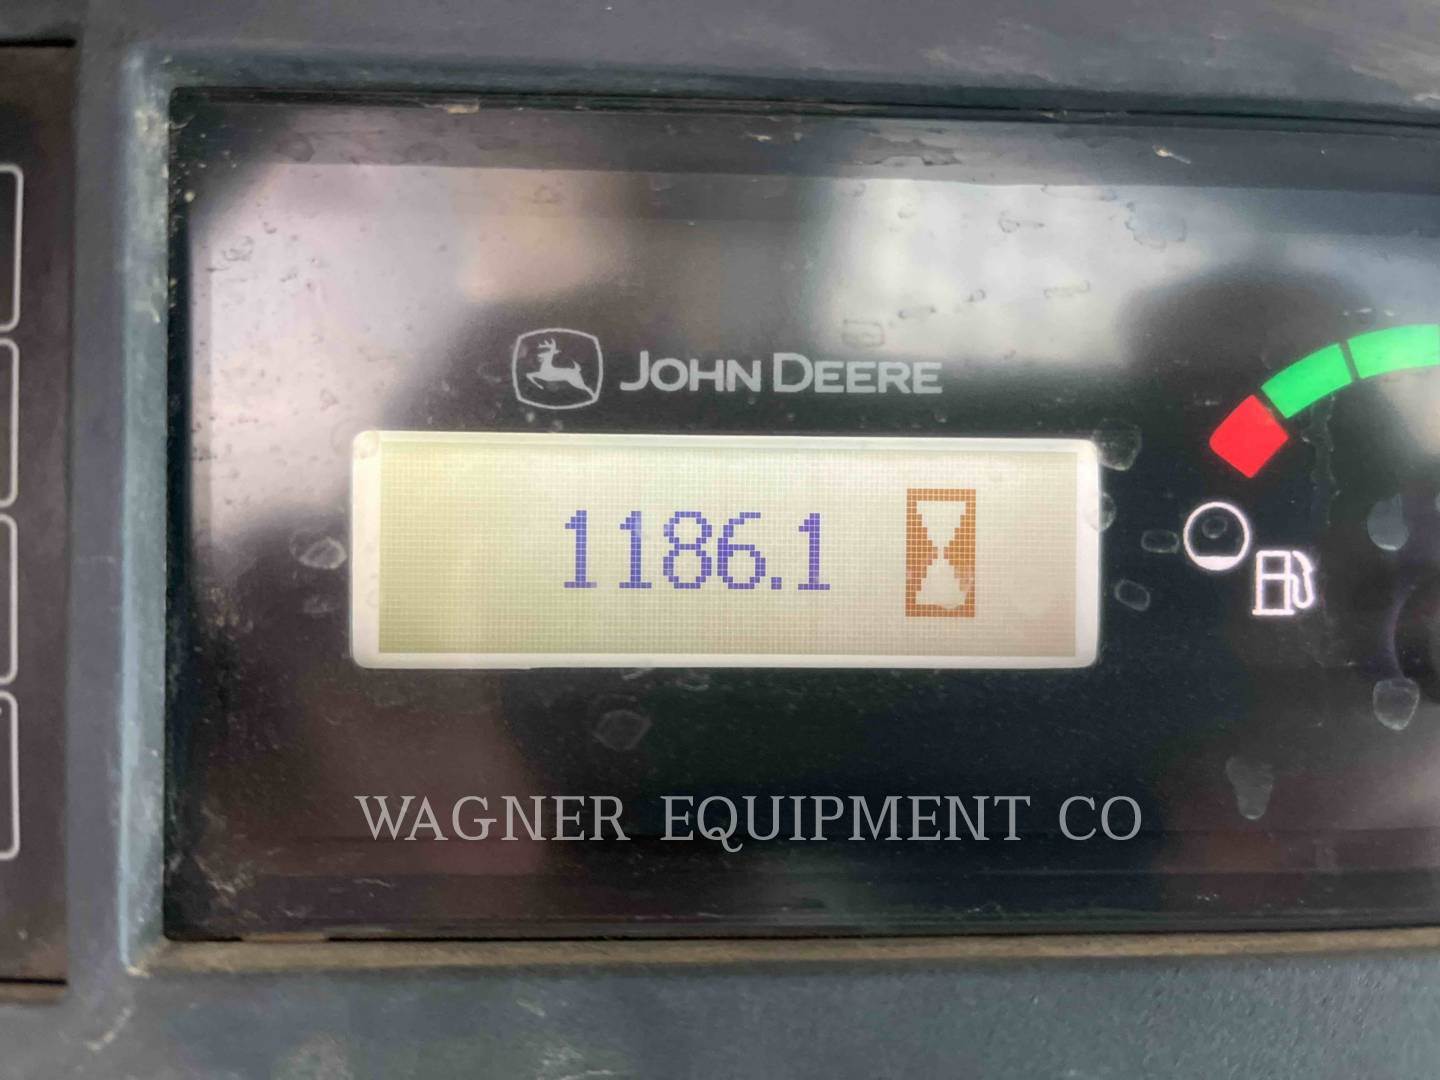 JOHN DEERE
1186.1
WAGNER EQUIPMENT CO